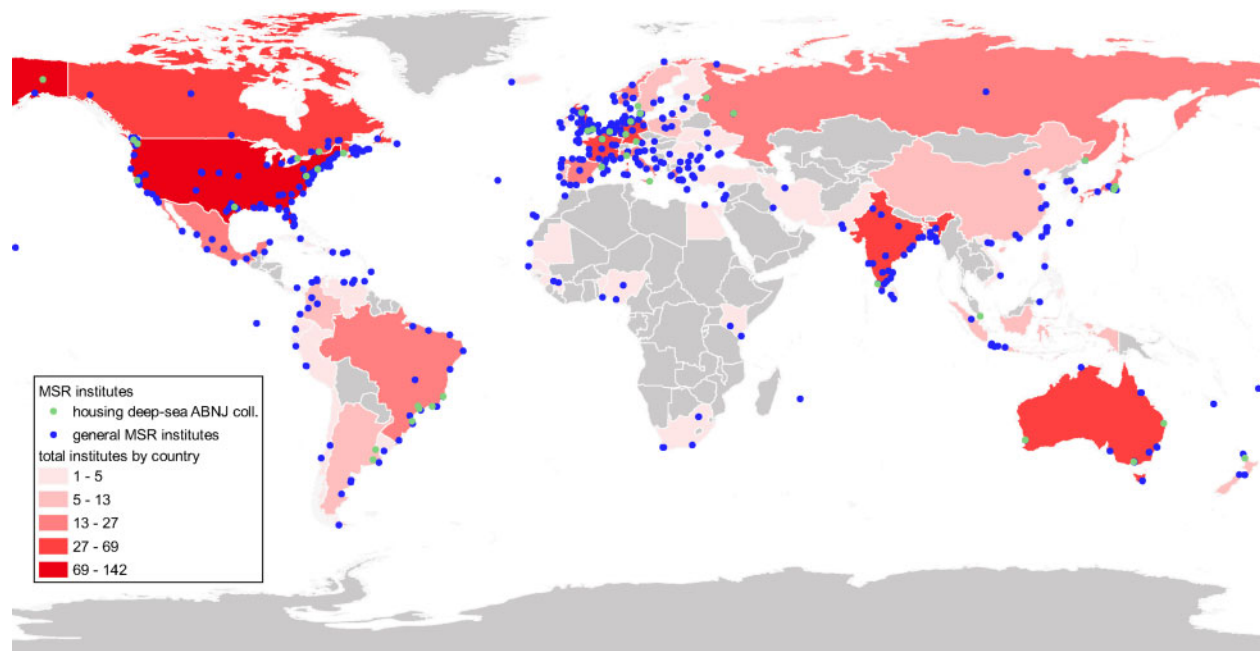 MSR institutes
housing deep-sea ABNJ coll.
general MSR institutes
total institutes by country
1 - 5
5 - 13
13 - 27
27 - 69
69 - 142